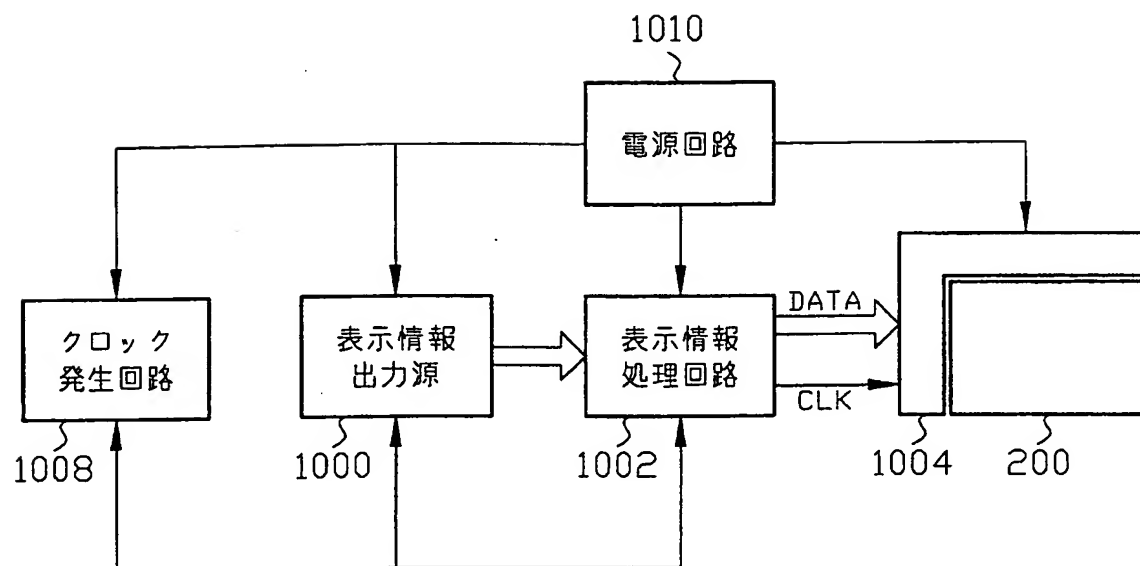 1010
電源回路
クロック
発生回路
1008
表示情報
出力源
1000
表示情報
処理回路
1002
DATA
CLK
1004
200